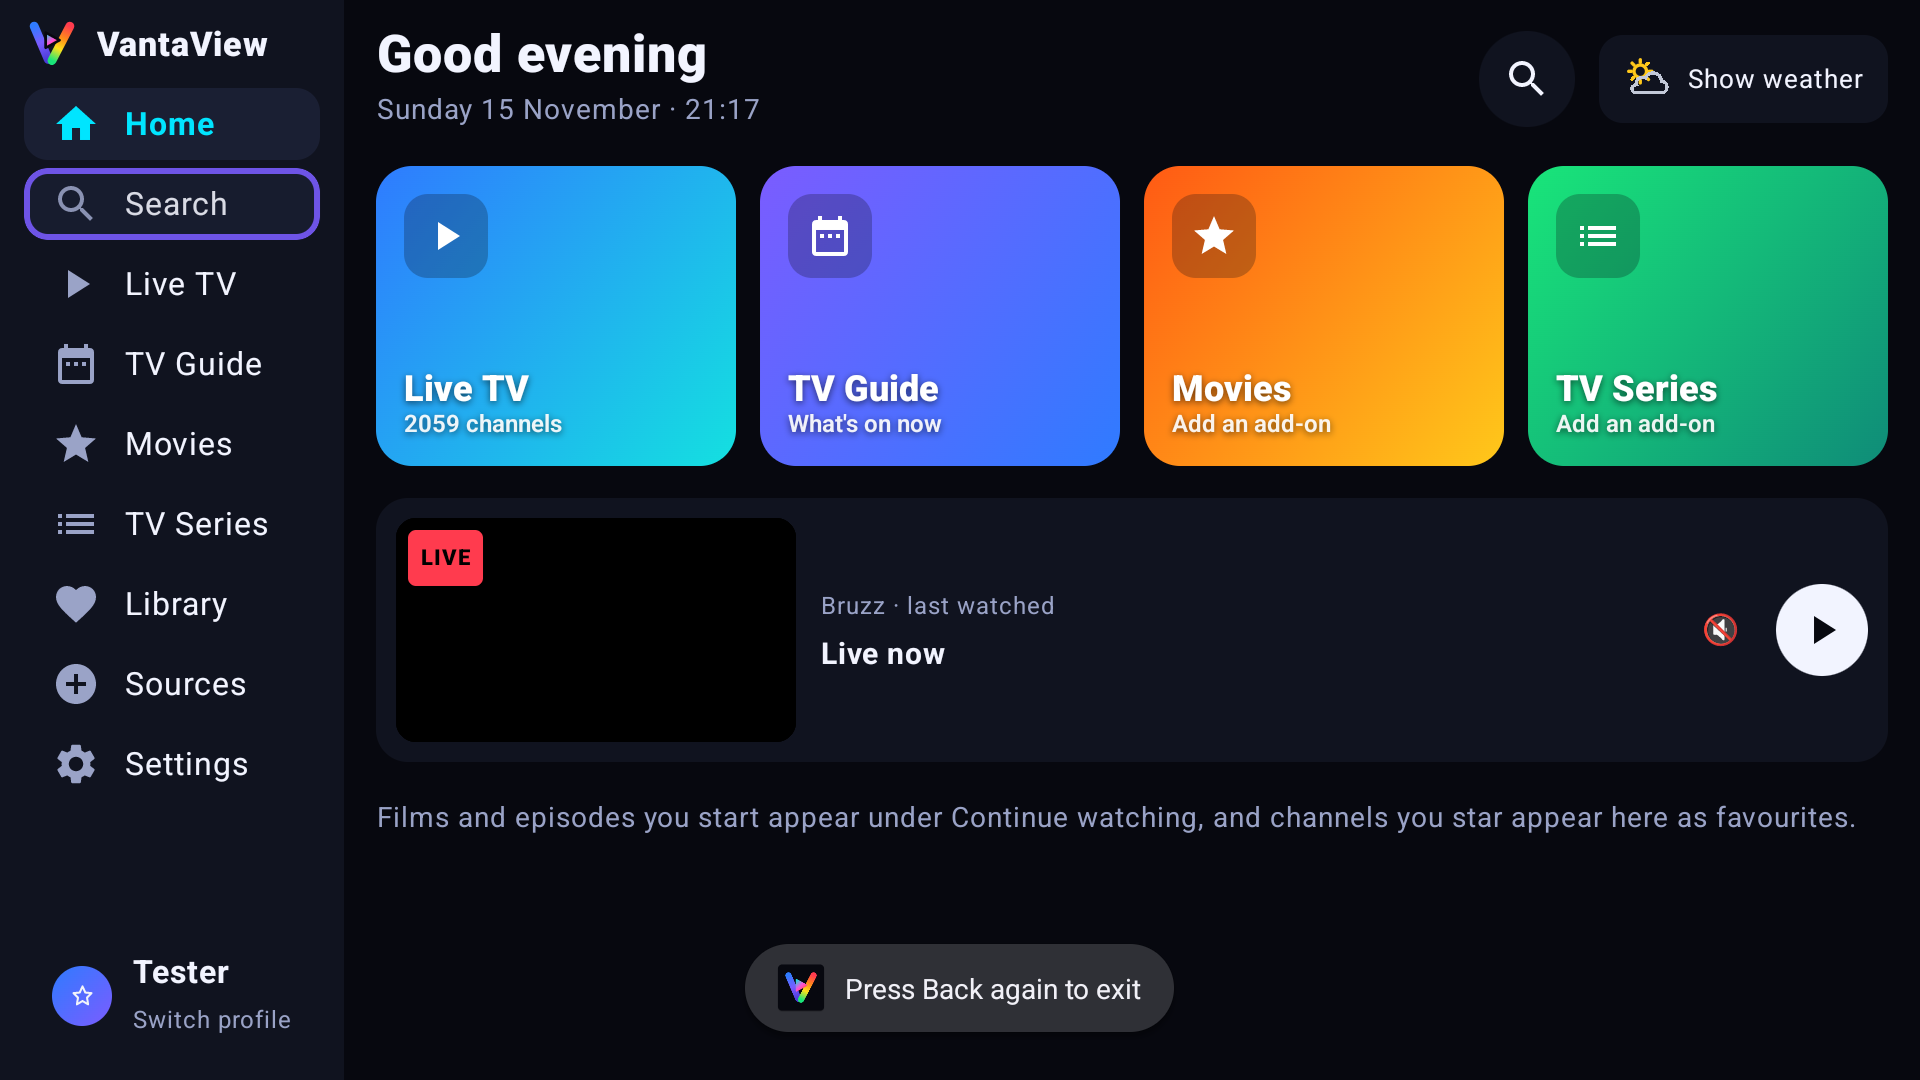 VantaView
Home
Search
Live TV
TV Guide
Movies
TV Series
Library
Sources
Settings
Tester
Switch profile
Good evening
Sunday 15 November · 21:17
Show weather
Live TV
2059 channels
TV Guide
What's on now
Movies
Add an add-on
TV Series
Add an add-on
LIVE
Bruzz · last watched
Live now
Films and episodes you start appear under Continue watching, and channels you star appear here as favourites.
Press Back again to exit